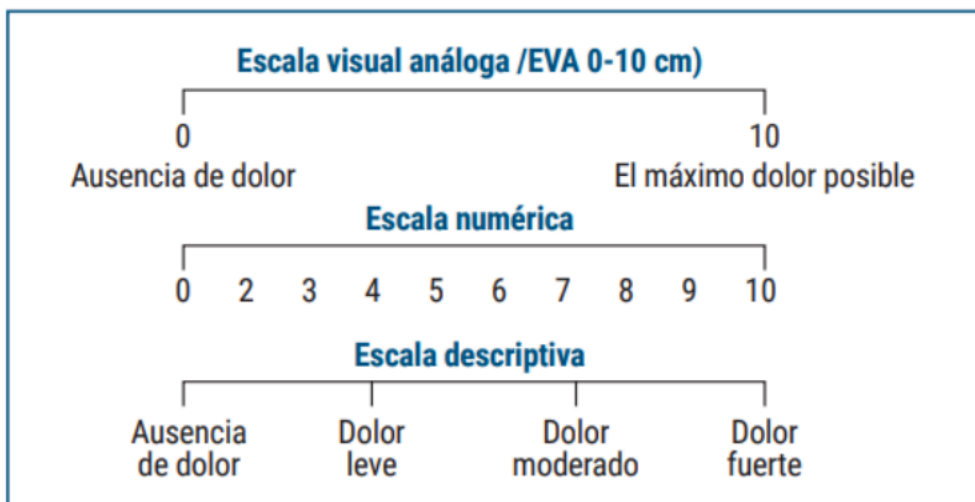 Escala visual análoga /EVA 0-10 cm)
0 10
Ausencia de dolor El máximo dolor posible
Escala numérica
0 2 3 4 5 6 7 8 9 10
Escala descriptiva
Ausencia Dolor Dolor Dolor
de dolor leve moderado fuerte